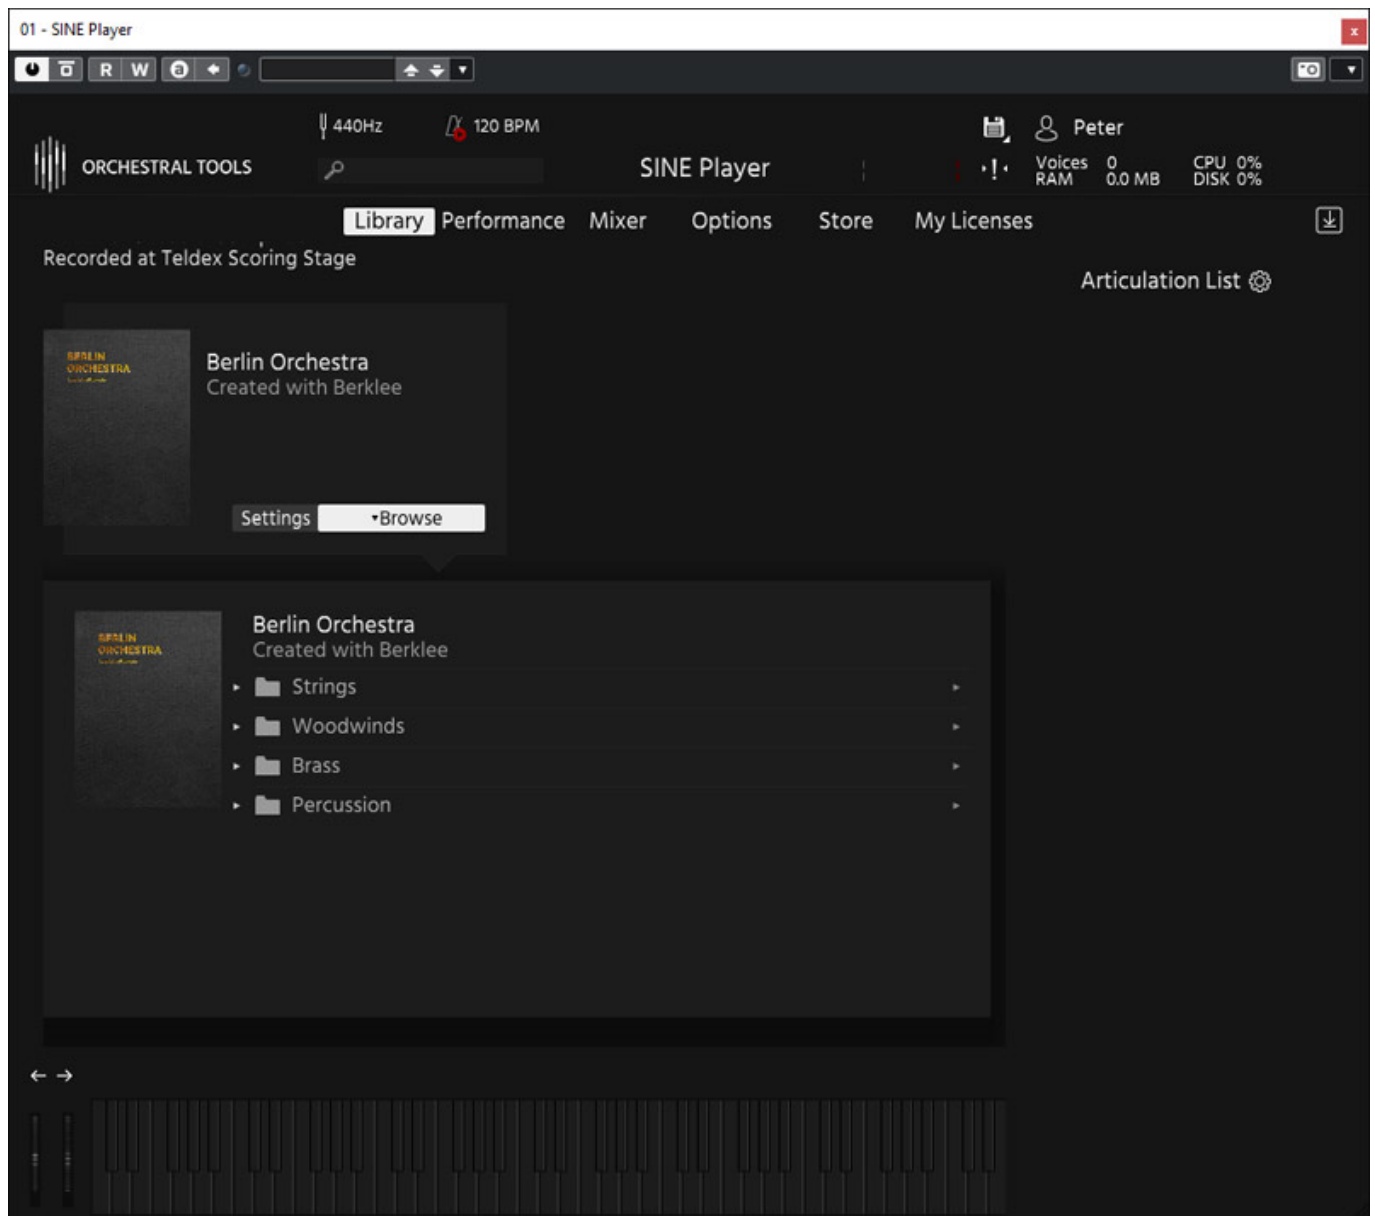 01 - SINE Player
x
R W a
440Hz 120 BPM Peter
ORCHESTRAL TOOLS SINE Player ! Voices 0 CPU 0%
RAM 0.0 MB DISK 0%
Library Performance Mixer Options Store My Licenses
Recorded at Teldex Scoring Stage
Articulation List
BERLIN
ORCHESTRA
Berlin Orchestra
Created with Berklee
Settings Browse
BERLIN
ORCHESTRA
Berlin Orchestra
Created with Berklee
Strings
Woodwinds
Brass
Percussion